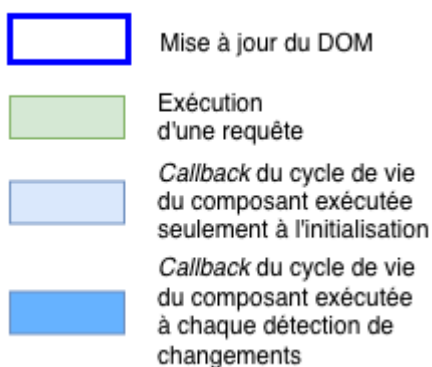 Mise à jour du DOM
Exécution
d'une requête
Callback du cycle de vie
du composant exécutée
seulement à l'initialisation
Callback du cycle de vie
du composant exécutée
à chaque détection de
changements